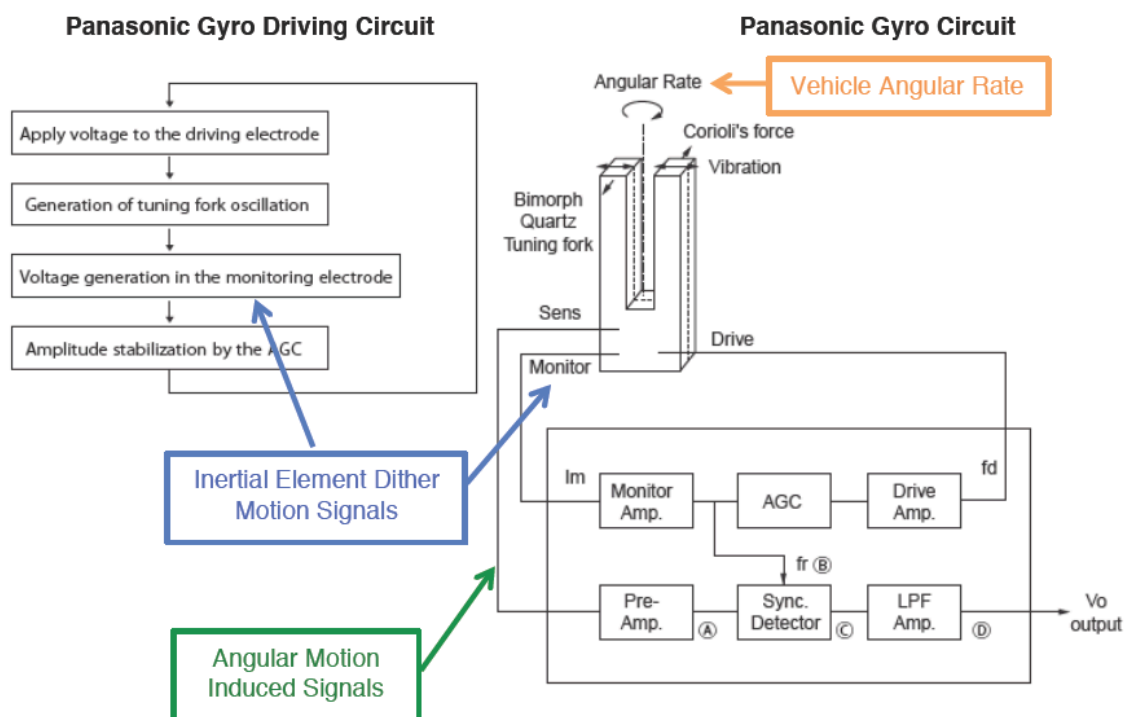 Panasonic Gyro Driving Circuit
Panasonic Gyro Circuit
Apply voltage to the driving electrode
Generation of tuning fork oscillation
Voltage generation in the monitoring electrode
Amplitude stabilization by the AGC
Inertial Element Dither
Motion Signals
Angular Motion
Induced Signals
Angular Rate
Vehicle Angular Rate
Corioli's force
Vibration
Bimorph
Quartz
Tuning fork
Sens
Monitor
Drive
Im
Monitor
Amp.
AGC
Drive
Amp.
fd
fr Ⓑ
Pre-
Amp.
Ⓐ
Sync.
Detector
Ⓒ
LPF
Amp.
Ⓓ
Vo
output